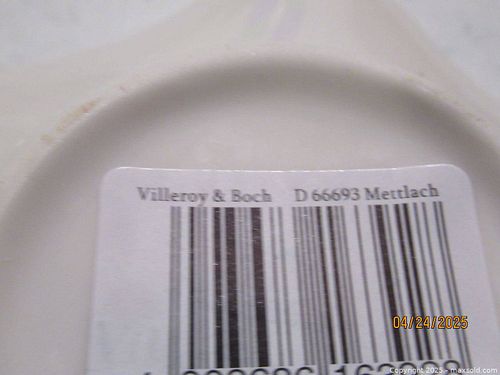 Villeroy & Boch D 66693 Mettlach
04/24/2025
Copyright 2025 - maxsold.com